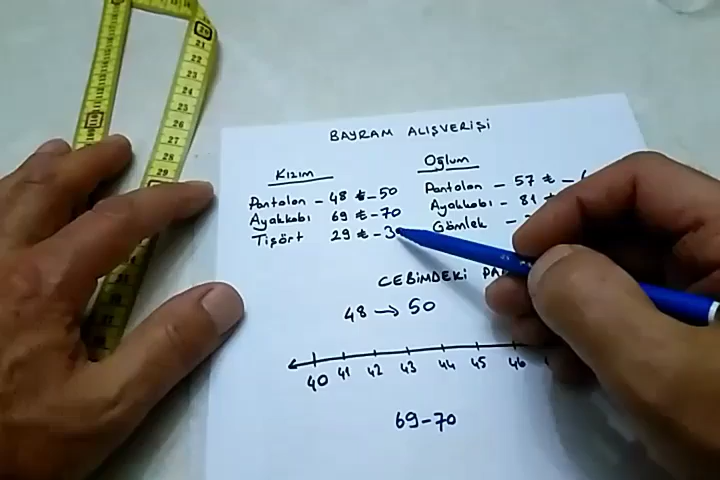 BAYRAM ALIŞVERİŞİ
Kızım
Pantolon - 48 ₺ - 50
Ayakkabı 69 ₺ - 70
Tişört 29 ₺ - 3
Oğlum
Pantolon - 57 ₺ -
Ayakkabı - 81 ₺
Gömlek -
CEBİMDEKİ
48 → 50
40 41 42 43 44 45 46
69-70